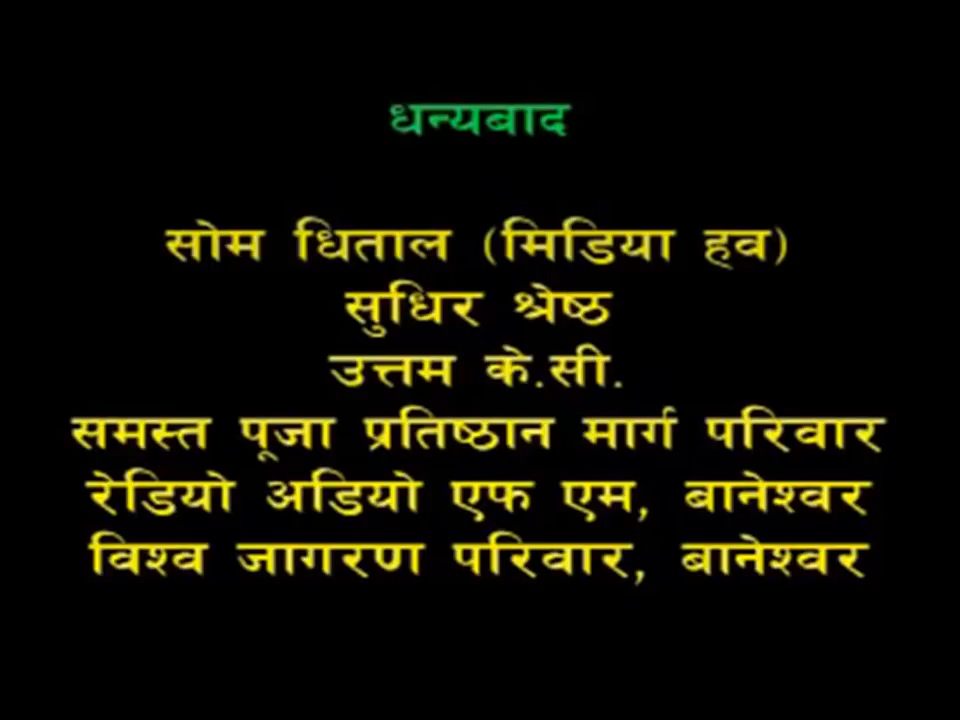 धन्यबाद
सोम धिताल (मिडिया हव)
सुधिर श्रेष्ठ
उत्तम के.सी.
समस्त पूजा प्रतिष्ठान मार्ग परिवार
रेडियो अडियो एफ एम, बानेश्वर
विश्व जागरण परिवार, बानेश्वर